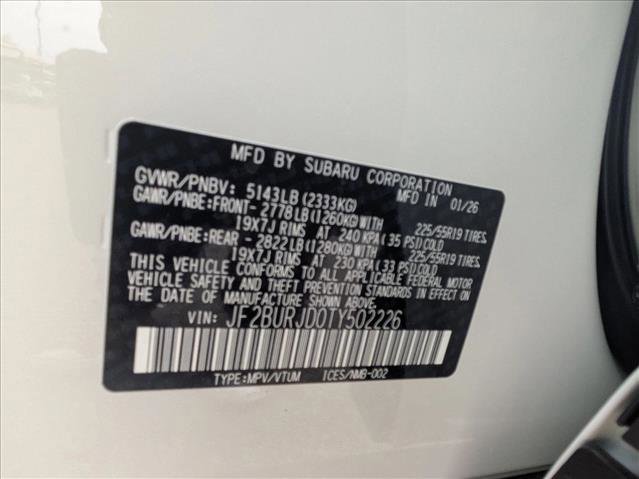 MFD BY SUBARU CORPORATION
GVWR/PNBV: 5143LB (2333KG) MFD IN 01/26
GAWR/PNBE:FRONT- 2778LB(1260KG)WITH 225/55R19 TIRES,
19x7J RIMS AT 240 KPA(35 PSI)COLD
GAWR/PNBE:REAR - 2822LB(1280KG)WITH 225/55R19 TIRES,
19x7J RIMS AT 230 KPA(33 PSI)COLD
THIS VEHICLE CONFORMS TO ALL APPLICABLE FEDERAL MOTOR
VEHICLE SAFETY AND THEFT PREVENTION STANDARDS IN EFFECT ON
THE DATE OF MANUFACTURE SHOWN ABOVE.
VIN: JF2BURJD0TY502226
TYPE:MPV/VTUM ICES/NMB-002